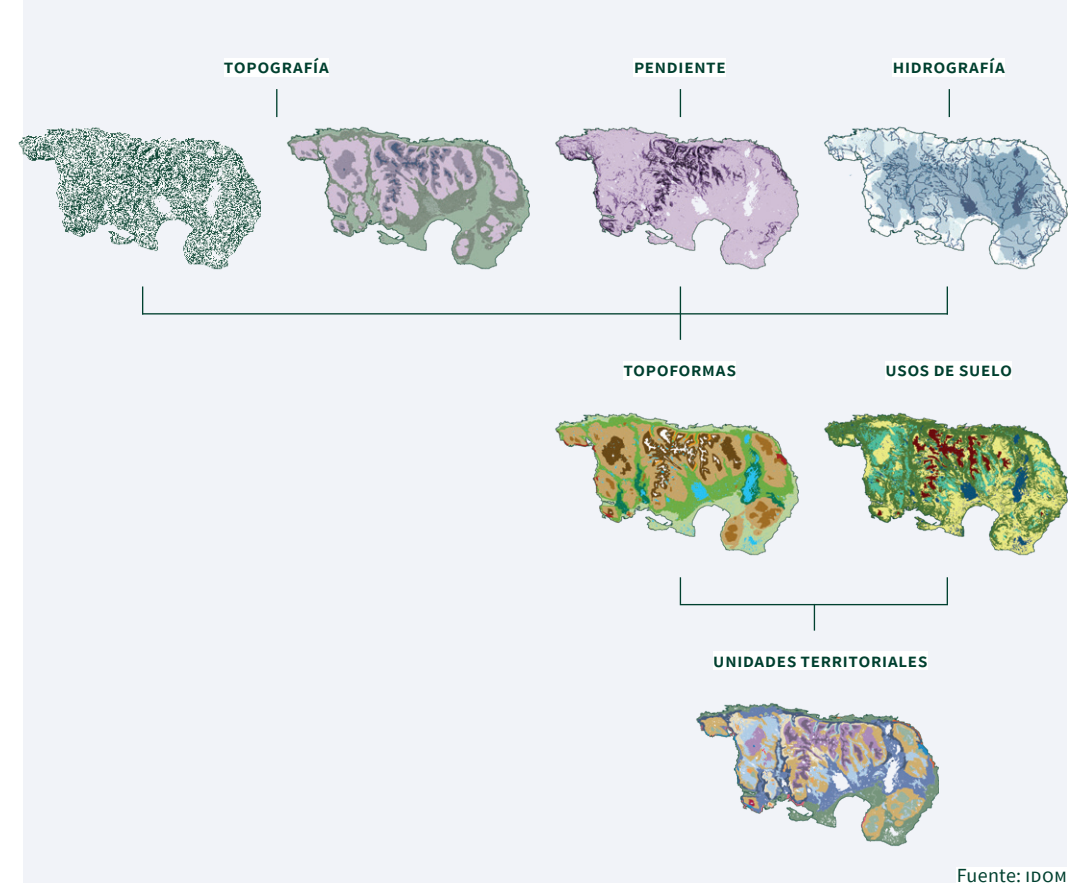 TOPOGRAFÍA
PENDIENTE
HIDROGRAFÍA
TOPOFORMAS
USOS DE SUELO
UNIDADES TERRITORIALES
Fuente: IDOM